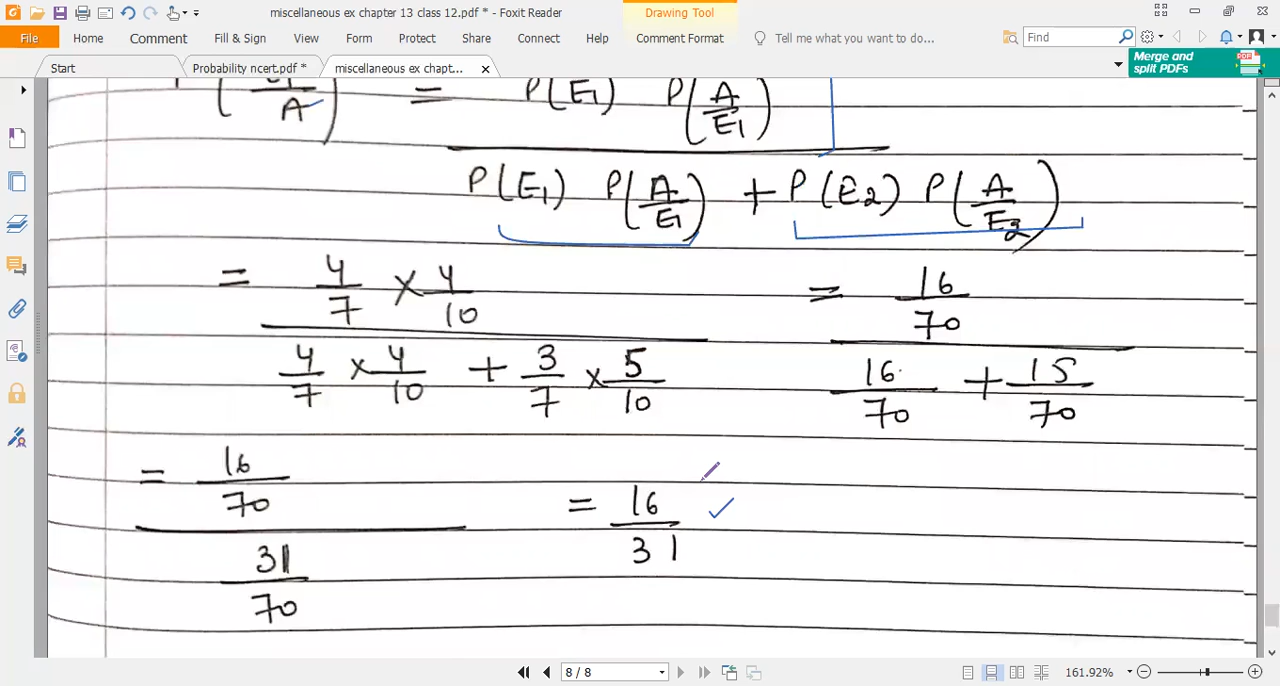 miscellaneous ex chapter 13 class 12.pdf * - Foxit Reader
Drawing Tool
File Home Comment Fill & Sign View Form Protect Share Connect Help Comment Format Tell me what you want to do... Find
Start Probability ncert.pdf * miscellaneous ex chapt... Merge and
split PDFs
A = P(E1) P(A/E1)
P(E1) P(A/E1) + P(E2) P(A/E2)
= 4/7 × 4/10 = 16/70
4/7 × 4/10 + 3/7 × 5/10 16/70 + 15/70
= 16/70 = 16/31
31/70
8 / 8 161.92%